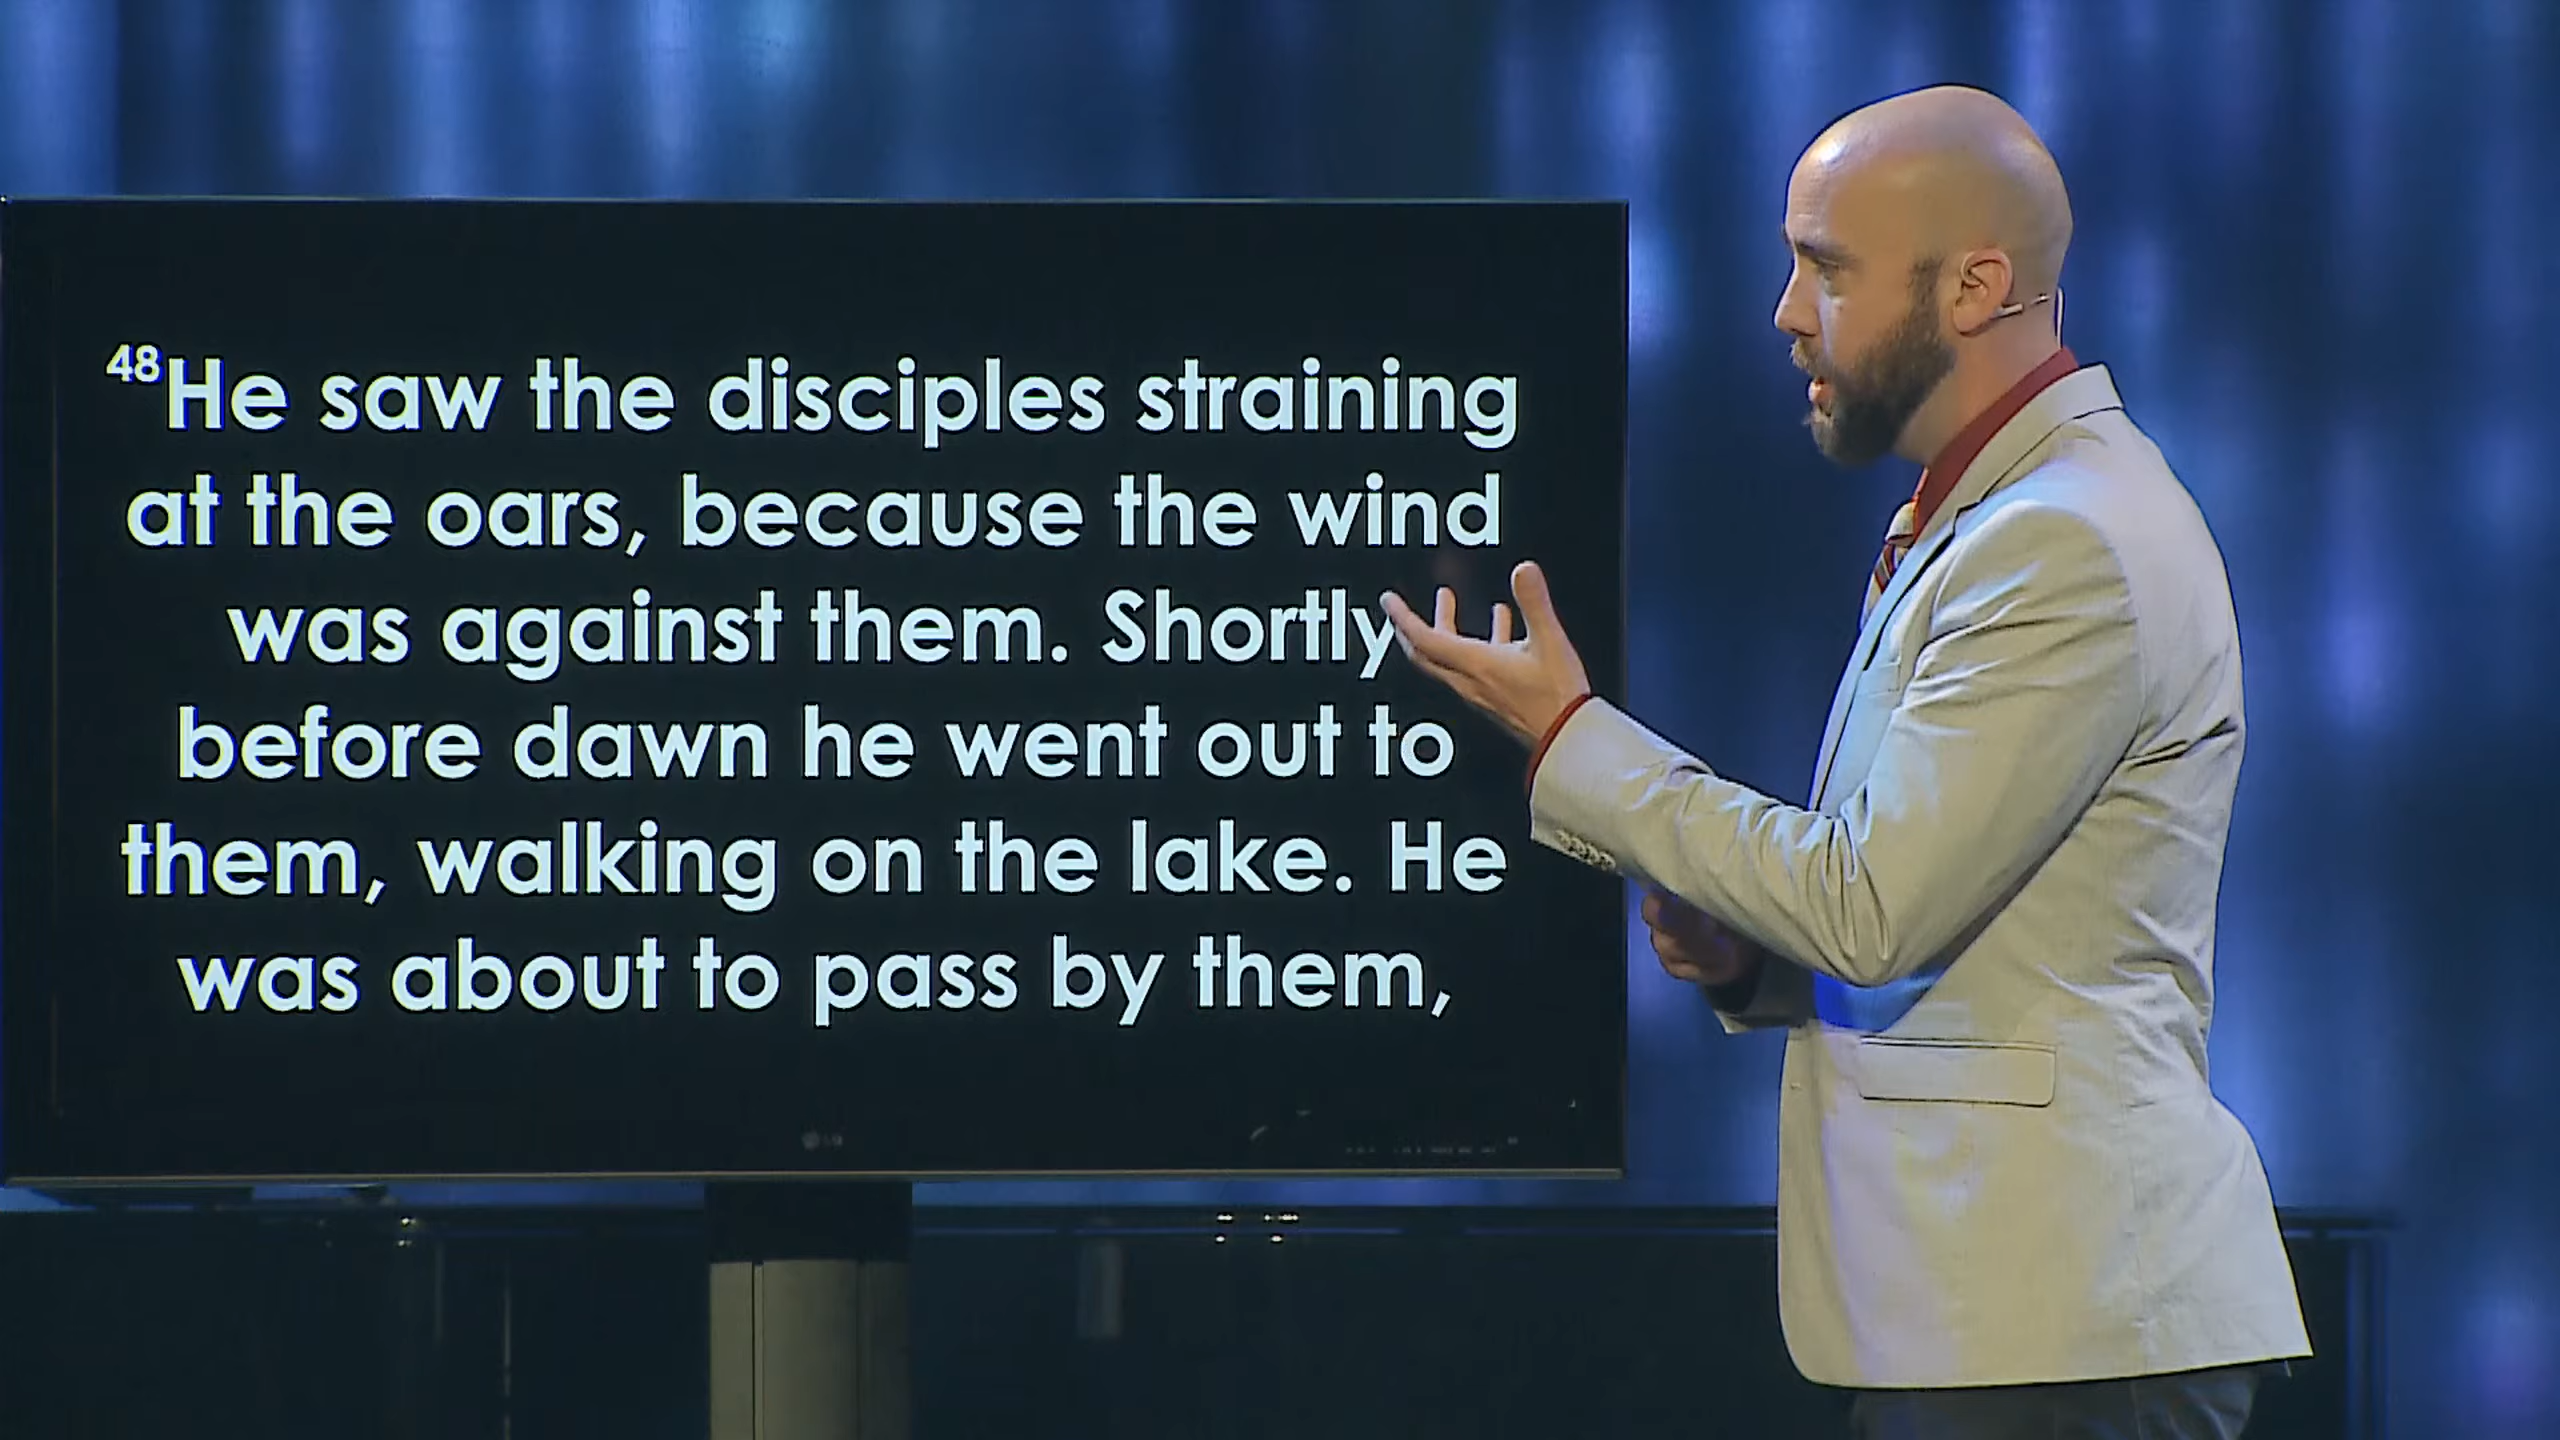 48He saw the disciples straining
at the oars, because the wind
was against them. Shortly
before dawn he went out to
them, walking on the lake. He
was about to pass by them,
LG